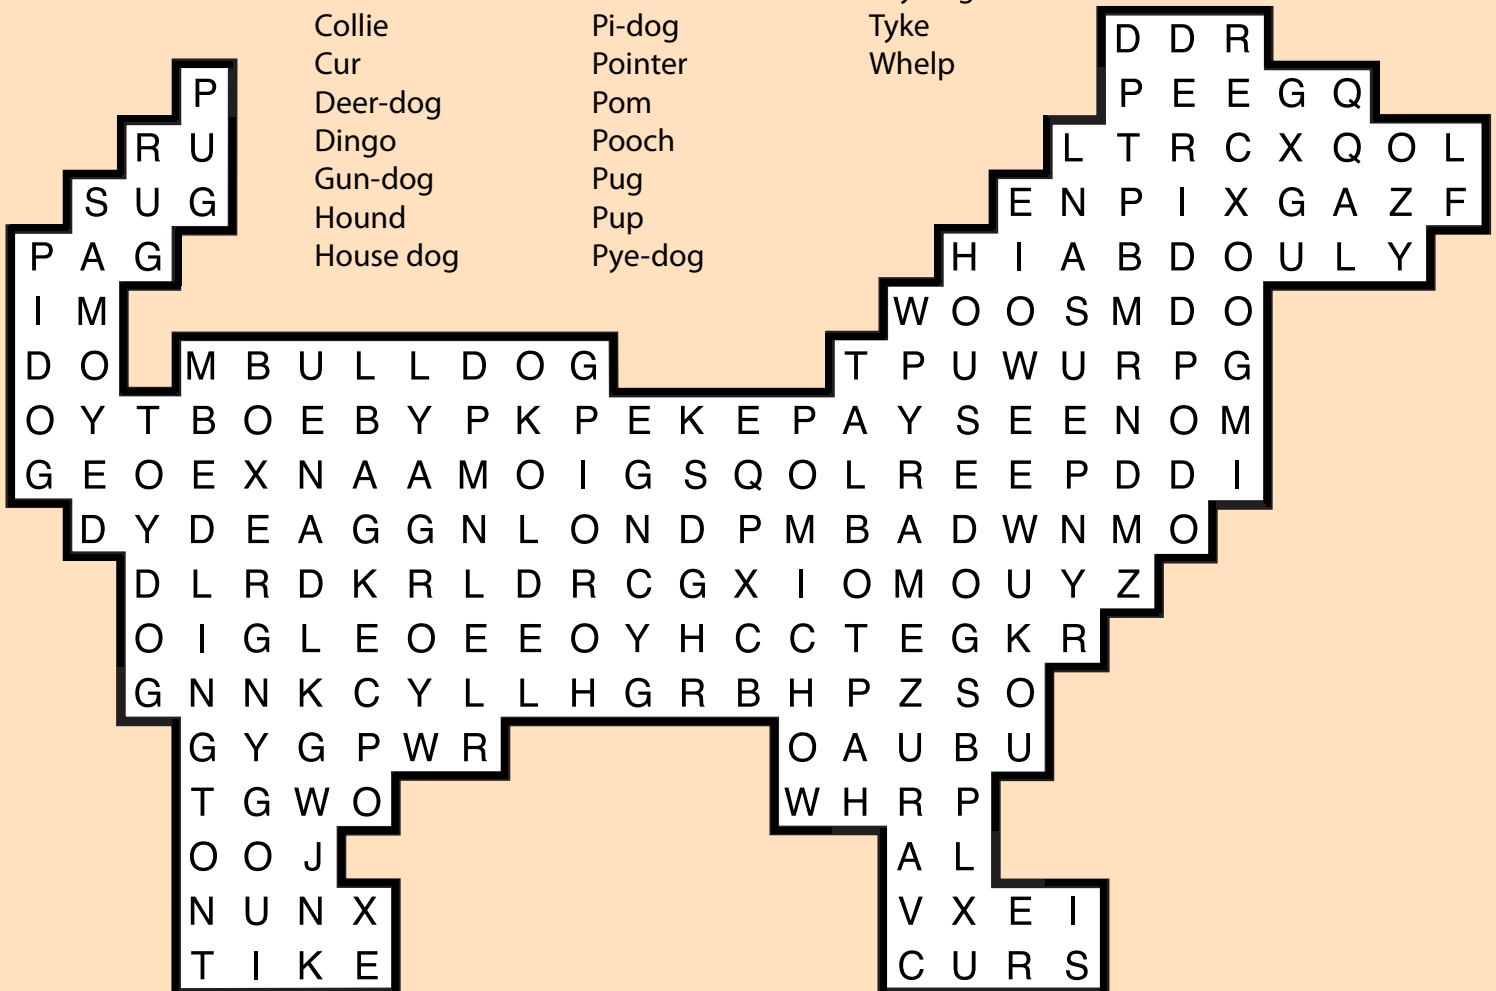 Collie
Cur
Deer-dog
Dingo
Gun-dog
Hound
House dog
Pi-dog
Pointer
Pom
Pooch
Pug
Pup
Pye-dog
Tyke
Whelp
D D R
P P E E G Q
R U L T R C X Q O L
S U G E N P I X G A Z F
P A G H I A B D O U L Y
I M W O O S M D O
D O M B U L L D O G T P U W U R P G
O Y T B O E B Y P K P E K E P A Y S E E N O M
G E O E X N A A M O I G S Q O L R E E P D D I
D Y D E A G G N L O N D P M B A D W N M O
D L R D K R L D R C G X I O M O U Y Z
O I G L E O E E O Y H C C T E G K R
G N N K C Y L L H G R B H P Z S O
G Y G P W R O A U B U
T G W O W H R P
O O J A L
N U N X V X E I
T I K E C U R S